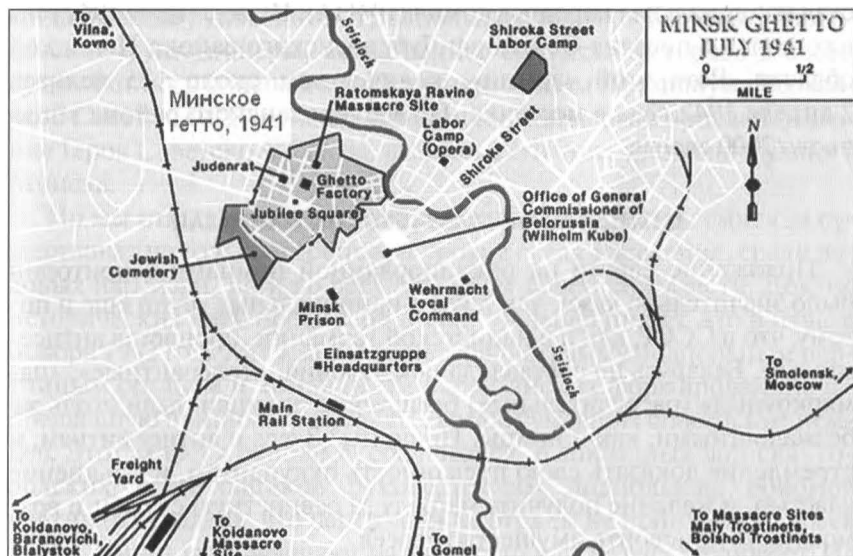 To
Vilna,
Kovno
Минское
гетто, 1941
Svisloch
Shiroka Street
Labor Camp
MINSK GHETTO
JULY 1941
0 1/2
MILE
N
Ratomskaya Ravine
Massacre Site
Judenrat
Ghetto
Factory
Jubilee Square
Labor
Camp
(Opera)
Shiroka Street
Office of General
Commissioner of
Belorussia
(Wilhelm Kube)
Jewish
Cemetery
Minsk
Prison
Wehrmacht
Local
Command
Svisloch
Einsatzgruppe
Headquarters
Main
Rail Station
To
Smolensk,
Moscow
Freight
Yard
To
Koidanovo,
Baranovichi,
Bialystok
To
Koidanovo
Massacre
Site
To
Gomel
To Massacre Sites
Maly Trostinets,
Bolshoi Trostinets